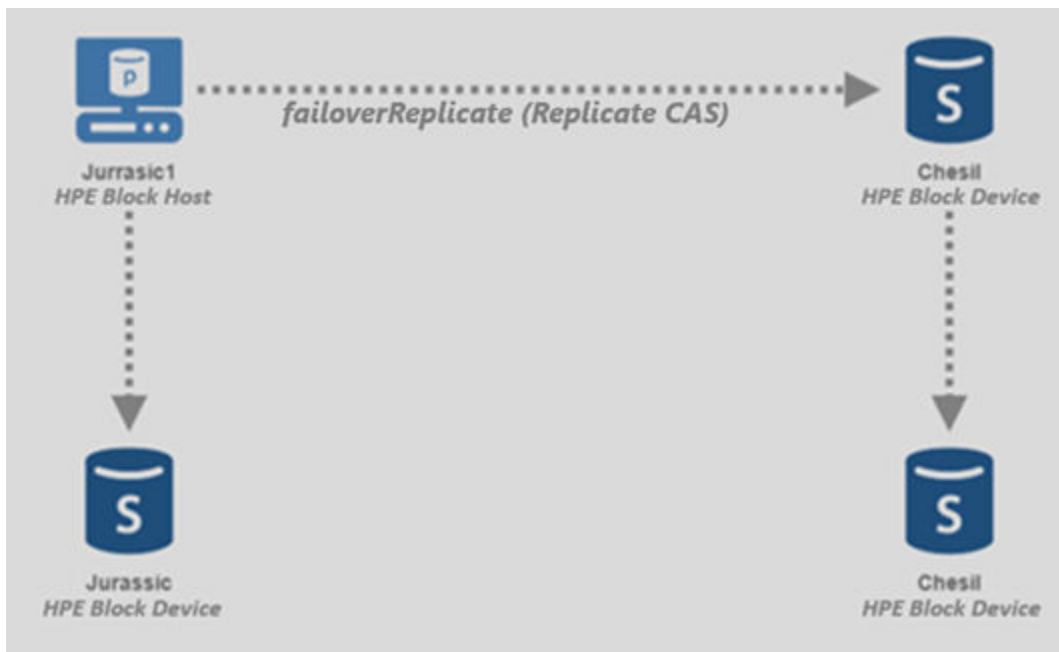 P
S
failoverReplicate (Replicate CAS)
Jurrasic1
HPE Block Host
Chesil
HPE Block Device
S
S
Jurassic
HPE Block Device
Chesil
HPE Block Device